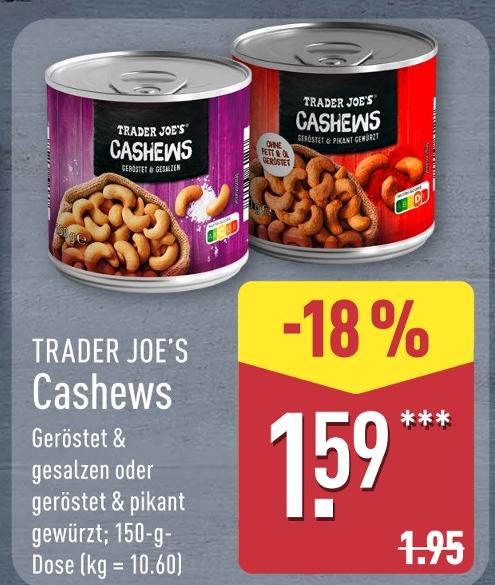 TRADER JOE'S
CASHEWS
GERÖSTET & GESALZEN
TRADER JOE'S
CASHEWS
GERÖSTET & PIKANT GEWÜRZT
OHNE
FETT & ÖL
GERÖSTET
-18 %
1.59 ***
1.95
TRADER JOE'S
Cashews
Geröstet &
gesalzen oder
geröstet & pikant
gewürzt; 150-g-
Dose (kg = 10.60)